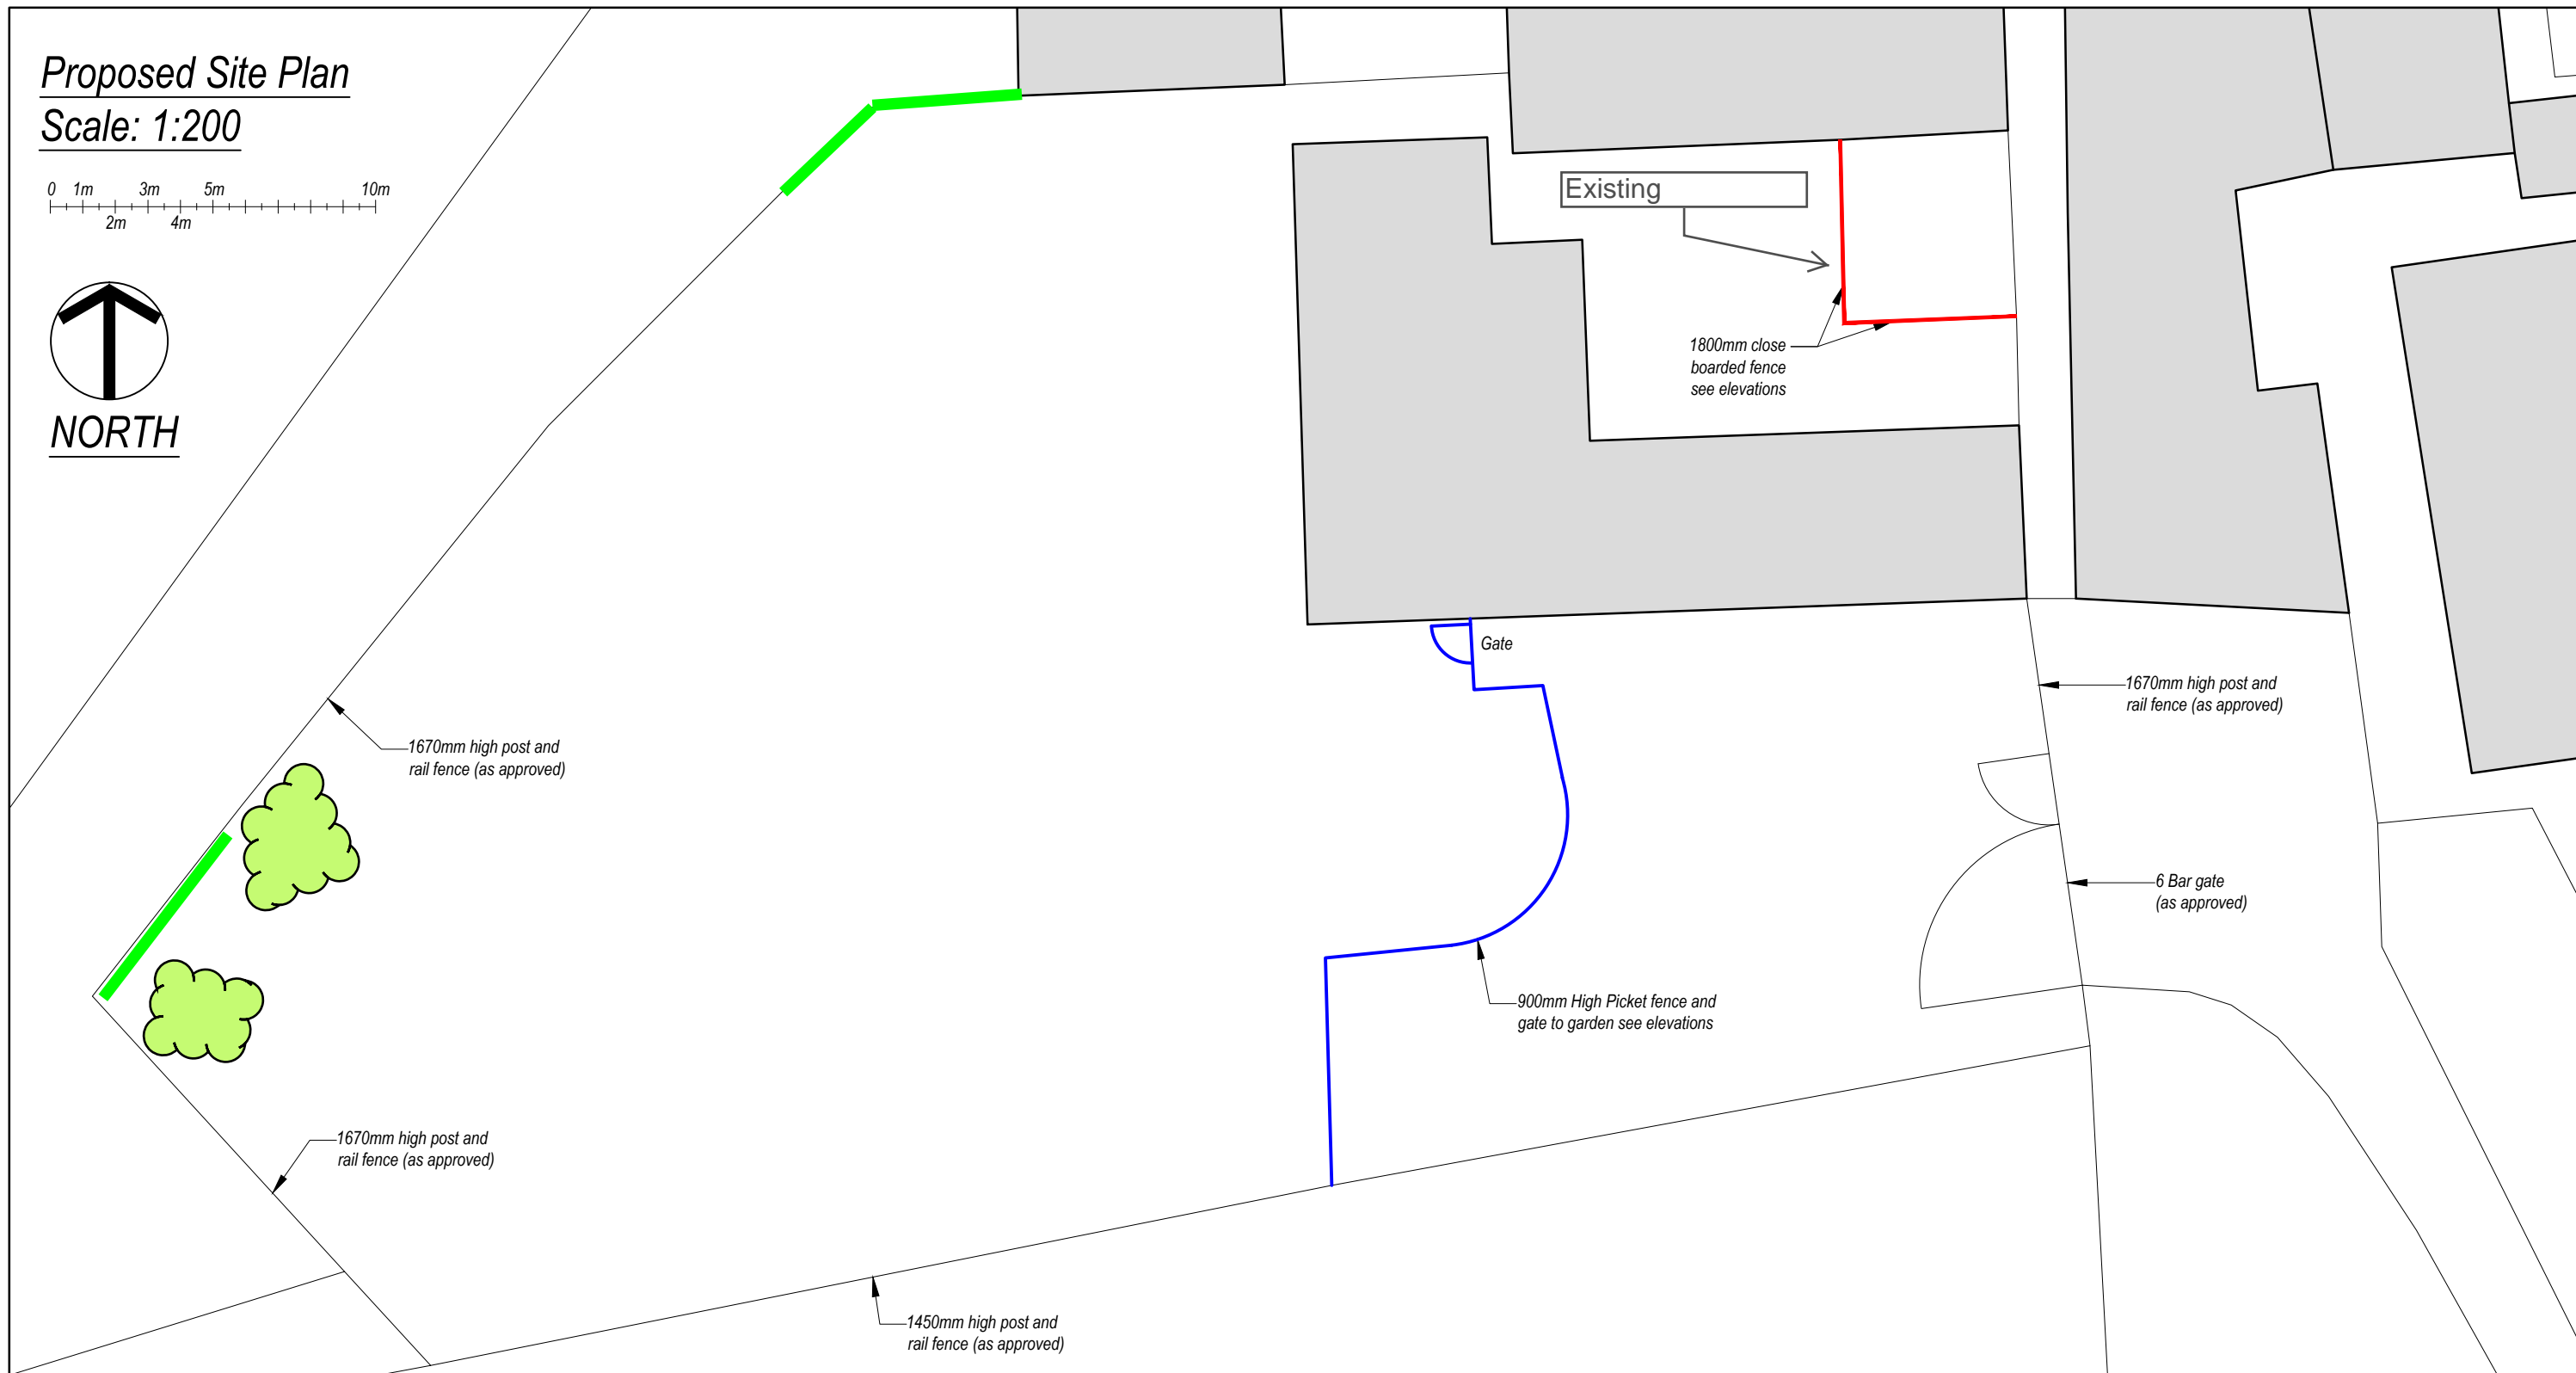 Proposed Site Plan
Scale: 1:200
0 1m 3m 5m 10m
2m 4m
NORTH
Existing
1800mm close
boarded fence
see elevations
Gate
1670mm high post and
rail fence (as approved)
1670mm high post and
rail fence (as approved)
6 Bar gate
(as approved)
900mm High Picket fence and
gate to garden see elevations
1670mm high post and
rail fence (as approved)
1450mm high post and
rail fence (as approved)